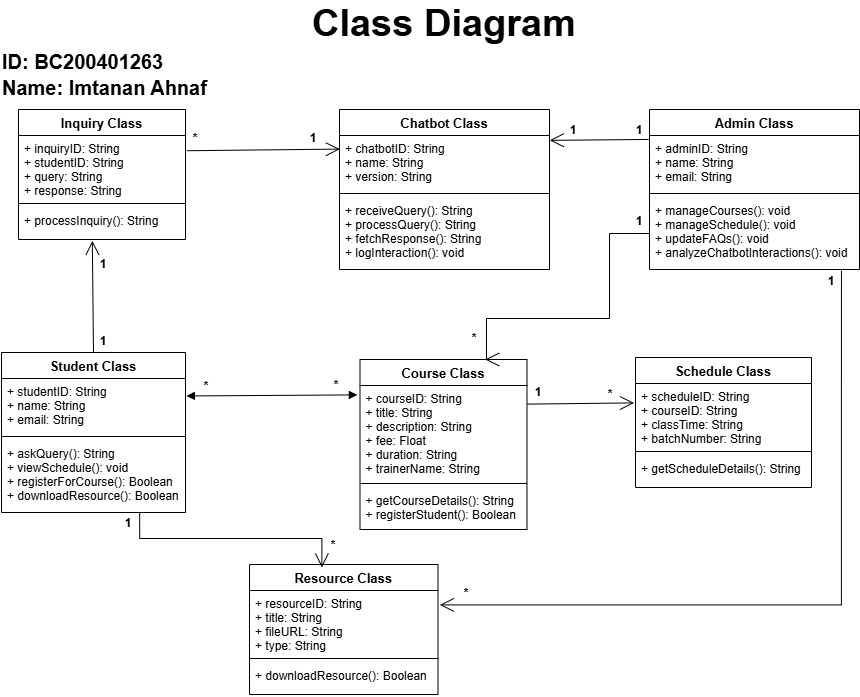 Class Diagram
ID: BC200401263
Name: Imtanan Ahnaf
Inquiry Class
+ inquiryID: String
+ studentID: String
+ query: String
+ response: String
+ processInquiry(): String
*
1
Chatbot Class
+ chatbotID: String
+ name: String
+ version: String
+ receiveQuery(): String
+ processQuery(): String
+ fetchResponse(): String
+ logInteraction(): void
1
1
Admin Class
+ adminID: String
+ name: String
+ email: String
+ manageCourses(): void
+ manageSchedule(): void
+ updateFAQs(): void
+ analyzeChatbotInteractions(): void
1
1
*
1
1
Student Class
+ studentID: String
+ name: String
+ email: String
+ askQuery(): String
+ viewSchedule(): void
+ registerForCourse(): Boolean
+ downloadResource(): Boolean
*
*
Course Class
+ courseID: String
+ title: String
+ description: String
+ fee: Float
+ duration: String
+ trainerName: String
+ getCourseDetails(): String
+ registerStudent(): Boolean
1
*
Schedule Class
+ scheduleID: String
+ courseID: String
+ classTime: String
+ batchNumber: String
+ getScheduleDetails(): String
1
*
Resource Class
+ resourceID: String
+ title: String
+ fileURL: String
+ type: String
+ downloadResource(): Boolean
*